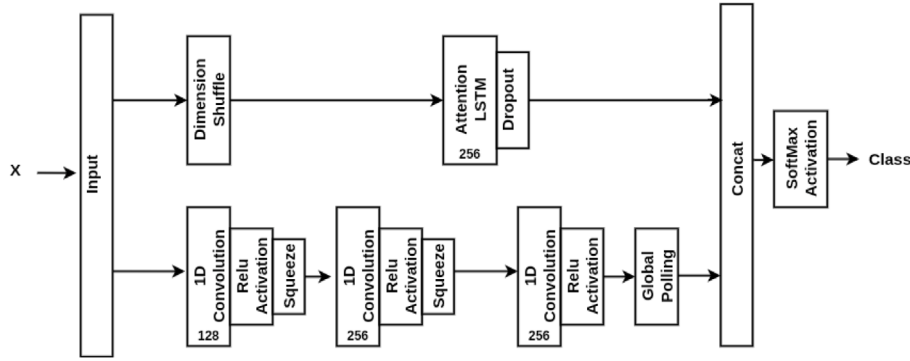 X
Input
Dimension
Shuffle
Attention
LSTM
256
Dropout
1D
Convolution
128
Relu
Activation
Squeeze
1D
Convolution
256
Relu
Activation
Squeeze
1D
Convolution
256
Relu
Activation
Global
Polling
Concat
SoftMax
Activation
Class